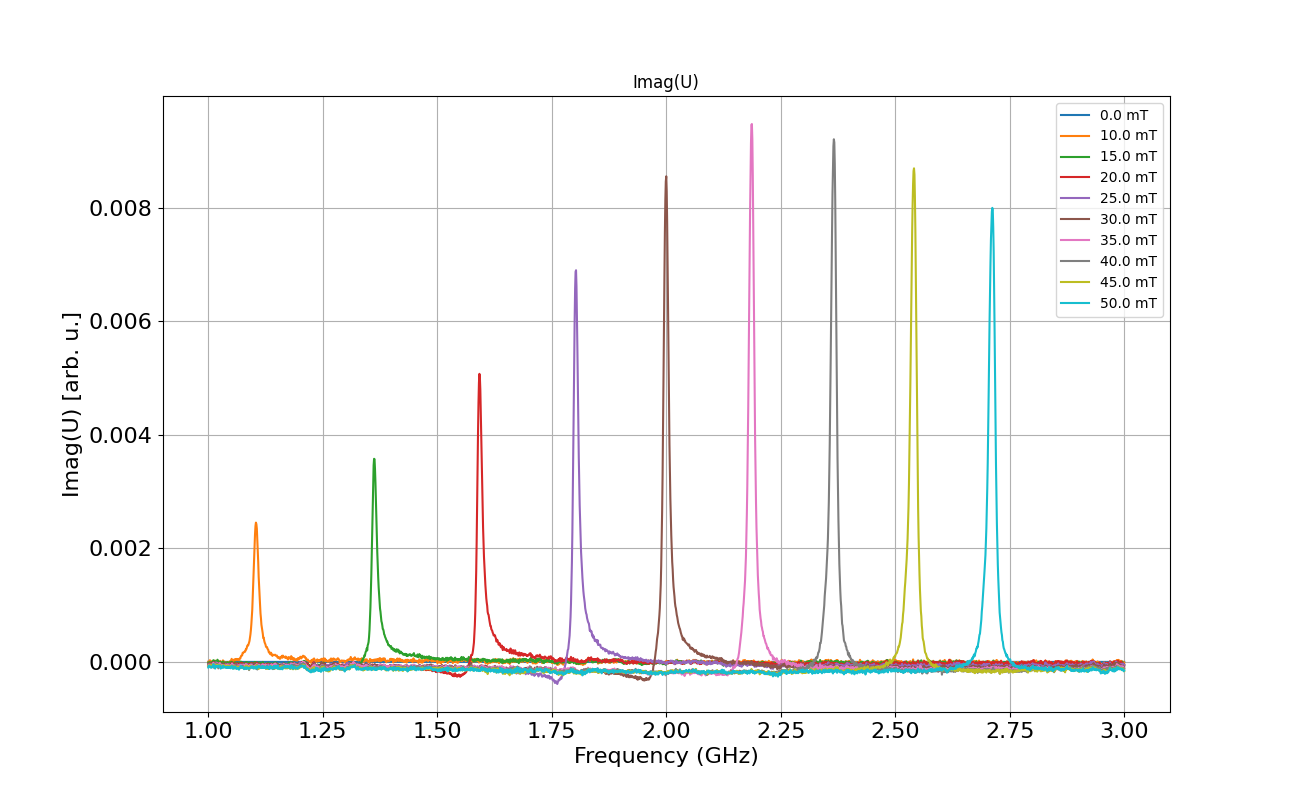 Imag(U)
0.0 mT
10.0 mT
15.0 mT
20.0 mT
25.0 mT
30.0 mT
35.0 mT
40.0 mT
45.0 mT
50.0 mT
Imag(U) [arb. u.]
0.008
0.006
0.004
0.002
0.000
1.00 1.25 1.50 1.75 2.00 2.25 2.50 2.75 3.00
Frequency (GHz)